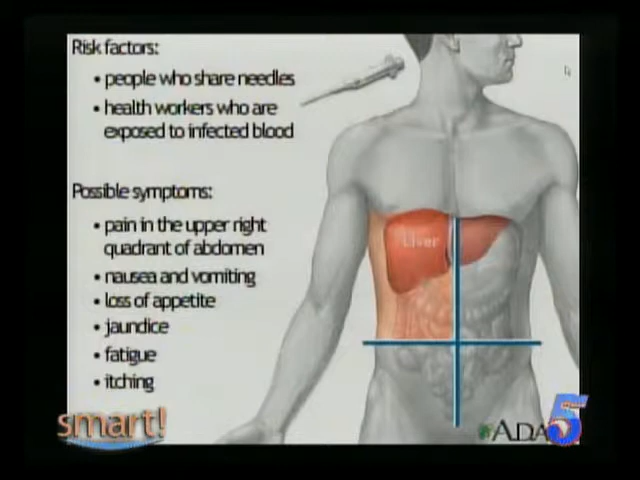 Risk factors:
• people who share needles
• health workers who are
exposed to infected blood
Possible symptoms:
• pain in the upper right
quadrant of abdomen
• nausea and vomiting
• loss of appetite
• jaundice
• fatigue
• itching
Liver
smart!
ADA
5